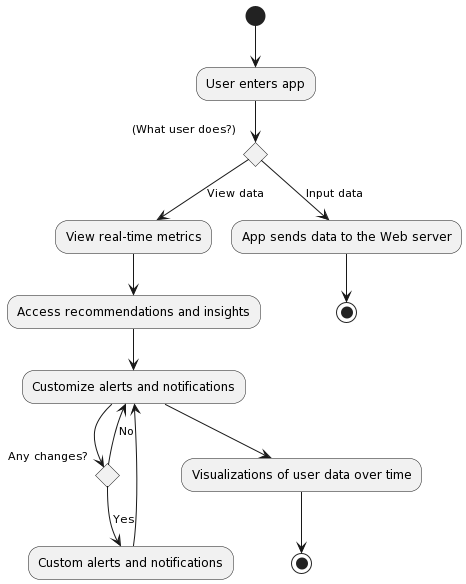 User enters app
(What user does?)
View data
Input data
View real-time metrics
App sends data to the Web server
Access recommendations and insights
Customize alerts and notifications
No
Any changes?
Visualizations of user data over time
Yes
Custom alerts and notifications